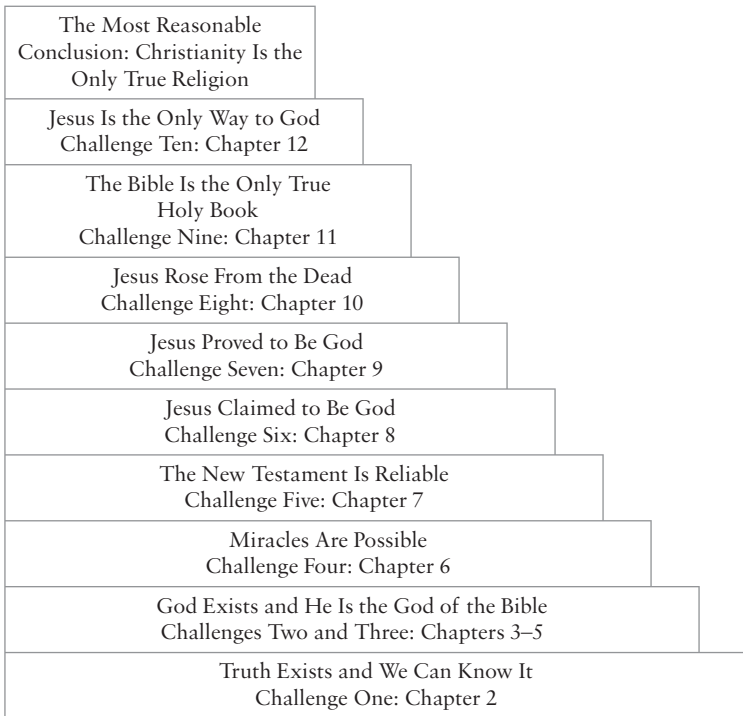 The Most Reasonable
Conclusion: Christianity Is the
Only True Religion
Jesus Is the Only Way to God
Challenge Ten: Chapter 12
The Bible Is the Only True
Holy Book
Challenge Nine: Chapter 11
Jesus Rose From the Dead
Challenge Eight: Chapter 10
Jesus Proved to Be God
Challenge Seven: Chapter 9
Jesus Claimed to Be God
Challenge Six: Chapter 8
The New Testament Is Reliable
Challenge Five: Chapter 7
Miracles Are Possible
Challenge Four: Chapter 6
God Exists and He Is the God of the Bible
Challenges Two and Three: Chapters 3–5
Truth Exists and We Can Know It
Challenge One: Chapter 2